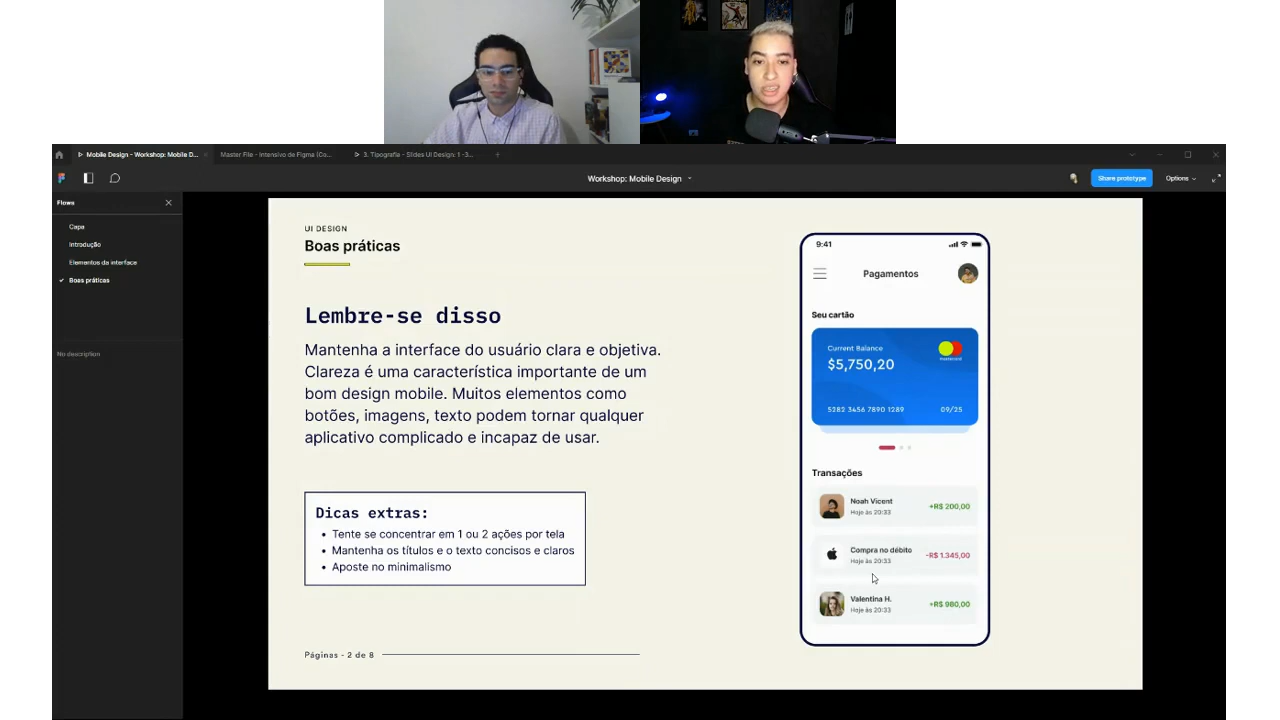 Mobile Design - Workshop: Mobile D...
Master File - Intensivo de Figma (Co...
3. Tipografia - Slides UI Design: 1 -3...
Workshop: Mobile Design
Share prototype
Options
Flows
Capa
Introdução
Elementos da interface
Boas práticas
No description
UI DESIGN
Boas práticas
Lembre-se disso
Mantenha a interface do usuário clara e objetiva.
Clareza é uma característica importante de um
bom design mobile. Muitos elementos como
botões, imagens, texto podem tornar qualquer
aplicativo complicado e incapaz de usar.
Dicas extras:
• Tente se concentrar em 1 ou 2 ações por tela
• Mantenha os títulos e o texto concisos e claros
• Aposte no minimalismo
Páginas - 2 de 8
9:41
Pagamentos
Seu cartão
Current Balance
$5,750,20
mastercard
5282 3456 7890 1289 09/25
Transações
Noah Vicent
Hoje às 20:33
+R$ 200,00
Compra no débito
Hoje às 20:33
-R$ 1.345,00
Valentina H.
Hoje às 20:33
+R$ 980,00